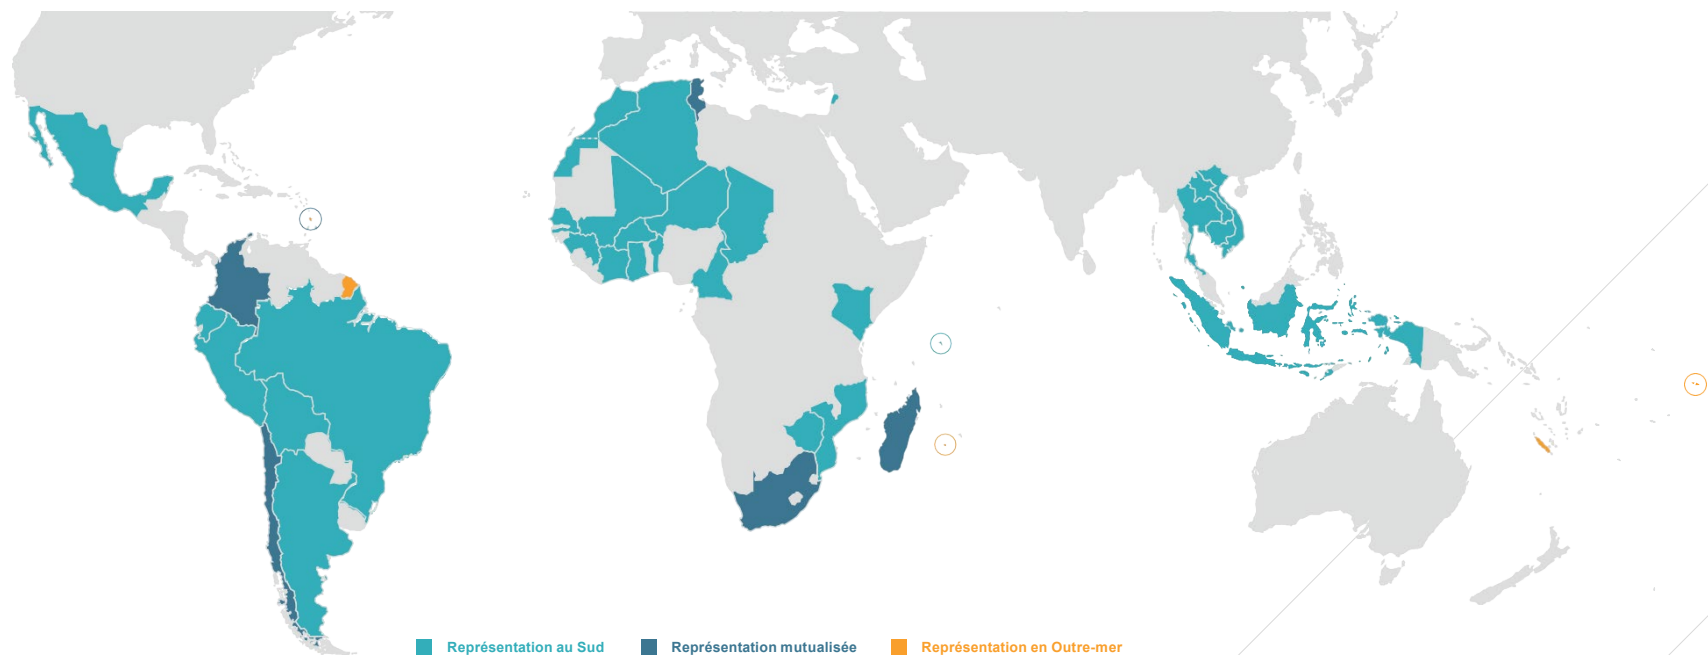 Représentation au Sud
Représentation mutualisée
Représentation en Outre-mer